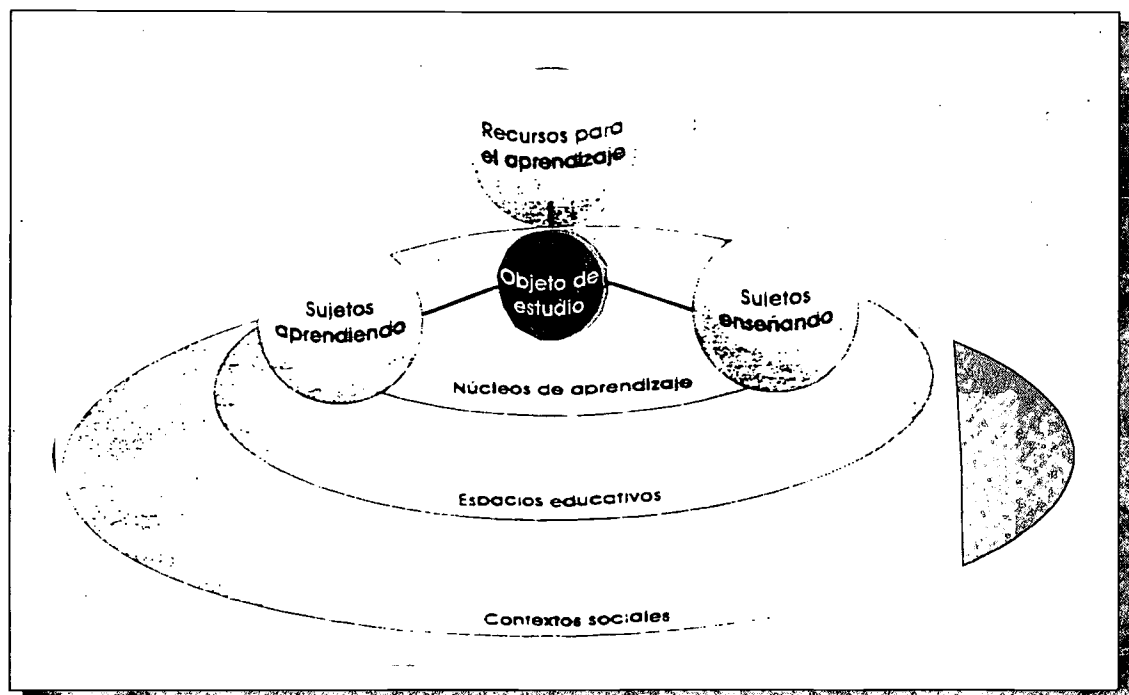 Recursos para
el aprendizaje
Objeto de
estudio
Sujetos
aprendiendo
Sujetos
enseñando
Núcleos de aprendizaje
Espacios educativos
Contextos sociales